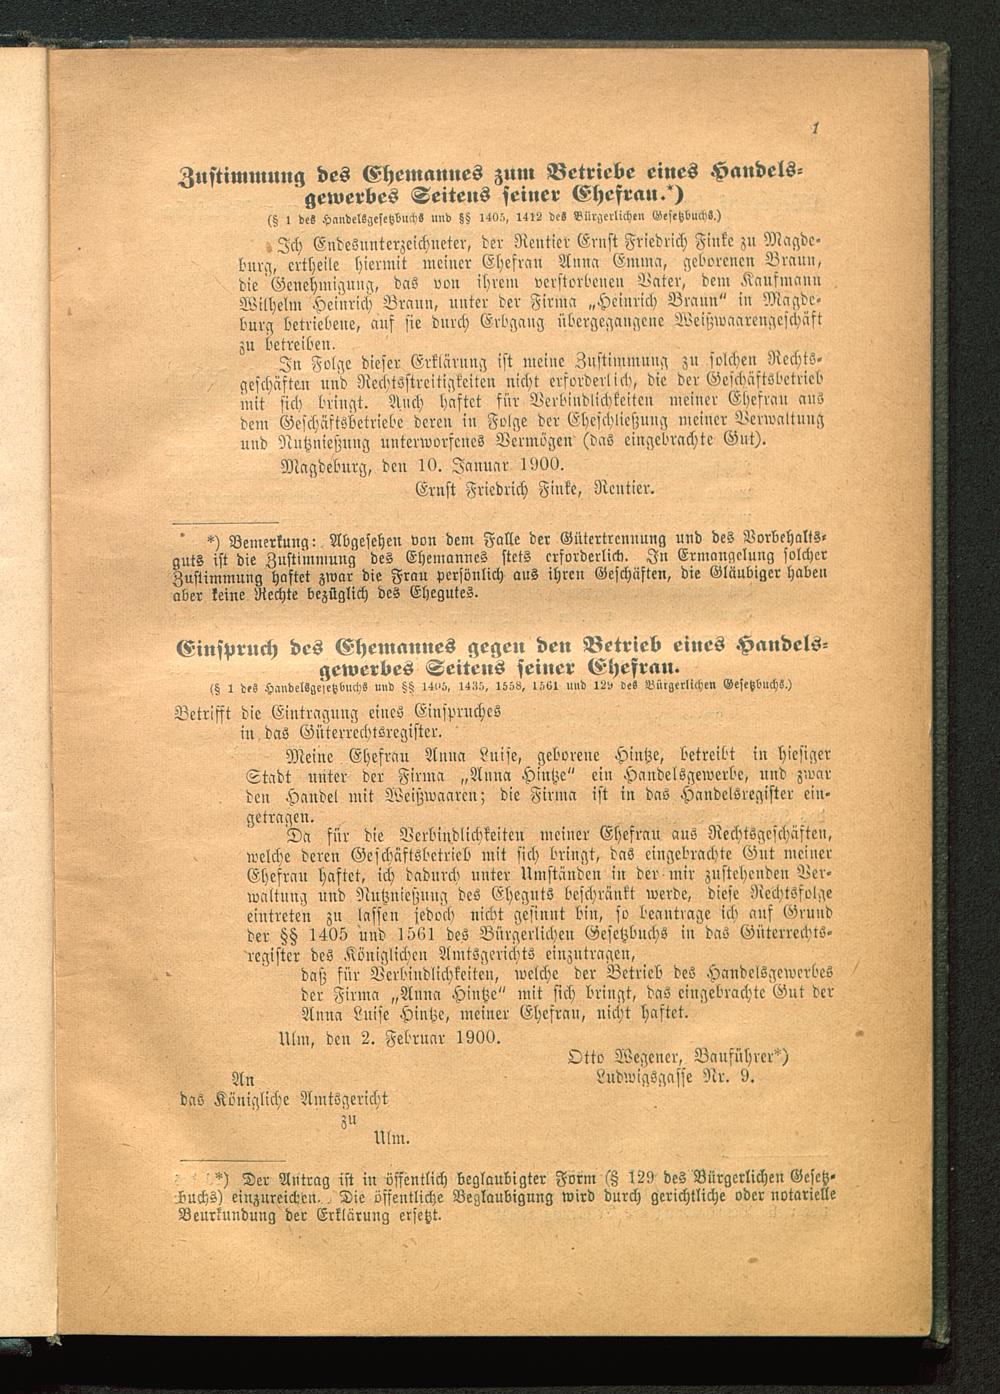 1
Zustimmung des Ehemannes zum Betriebe eines Handels-
gewerbes Seitens seiner Ehefrau.*)
(§ 1 des Handelsgesetzbuchs und §§ 1405, 1412 des Bürgerlichen Gesetzbuchs.)
Ich Endesunterzeichneter, der Rentier Ernst Friedrich Finke zu Magde-
burg, ertheile hiermit meiner Ehefrau Anna Emma, geborenen Braun,
die Genehmigung, das von ihrem verstorbenen Vater, dem Kaufmann
Wilhelm Heinrich Braun, unter der Firma „Heinrich Braun“ in Magde-
burg betriebene, auf sie durch Erbgang übergegangene Weißwaarengeschäft
zu betreiben.
In Folge dieser Erklärung ist meine Zustimmung zu solchen Rechts-
geschäften und Rechtsstreitigkeiten nicht erforderlich, die der Geschäftsbetrieb
mit sich bringt. Auch haftet für Verbindlichkeiten meiner Ehefrau aus
dem Geschäftsbetriebe deren in Folge der Eheschließung meiner Verwaltung
und Nutznießung unterworfenes Vermögen (das eingebrachte Gut).
Magdeburg, den 10. Januar 1900.
Ernst Friedrich Finke, Rentier.
*) Bemerkung: Abgesehen von dem Falle der Gütertrennung und des Vorbehalts-
guts ist die Zustimmung des Ehemannes stets erforderlich. In Ermangelung solcher
Zustimmung haftet zwar die Frau persönlich aus ihren Geschäften, die Gläubiger haben
aber keine Rechte bezüglich des Ehegutes.
Einspruch des Ehemannes gegen den Betrieb eines Handels-
gewerbes Seitens seiner Ehefrau.
(§ 1 des Handelsgesetzbuchs und §§ 1405, 1435, 1558, 1561 und 129 des Bürgerlichen Gesetzbuchs.)
Betrifft die Eintragung eines Einspruches
in das Güterrechtsregister.
Meine Ehefrau Anna Luise, geborene Hintze, betreibt in hiesiger
Stadt unter der Firma „Anna Hintze“ ein Handelsgewerbe, und zwar
den Handel mit Weißwaaren; die Firma ist in das Handelsregister ein-
getragen.
Da für die Verbindlichkeiten meiner Ehefrau aus Rechtsgeschäften,
welche deren Geschäftsbetrieb mit sich bringt, das eingebrachte Gut meiner
Ehefrau haftet, ich dadurch unter Umständen in der mir zustehenden Ver-
waltung und Nutznießung des Eheguts beschränkt werde, diese Rechtsfolge
eintreten zu lassen jedoch nicht gesinnt bin, so beantrage ich auf Grund
der §§ 1405 und 1561 des Bürgerlichen Gesetzbuchs in das Güterrechts-
register des Königlichen Amtsgerichts einzutragen,
daß für Verbindlichkeiten, welche der Betrieb des Handelsgewerbes
der Firma „Anna Hintze“ mit sich bringt, das eingebrachte Gut der
Anna Luise Hintze, meiner Ehefrau, nicht haftet.
Ulm, den 2. Februar 1900.
Otto Wegener, Bauführer*)
Ludwigsgasse Nr. 9.
An
das Königliche Amtsgericht
zu
Ulm.
*) Der Antrag ist in öffentlich beglaubigter Form (§ 129 des Bürgerlichen Gesetz-
buchs) einzureichen. Die öffentliche Beglaubigung wird durch gerichtliche oder notarielle
Beurkundung der Erklärung ersetzt.